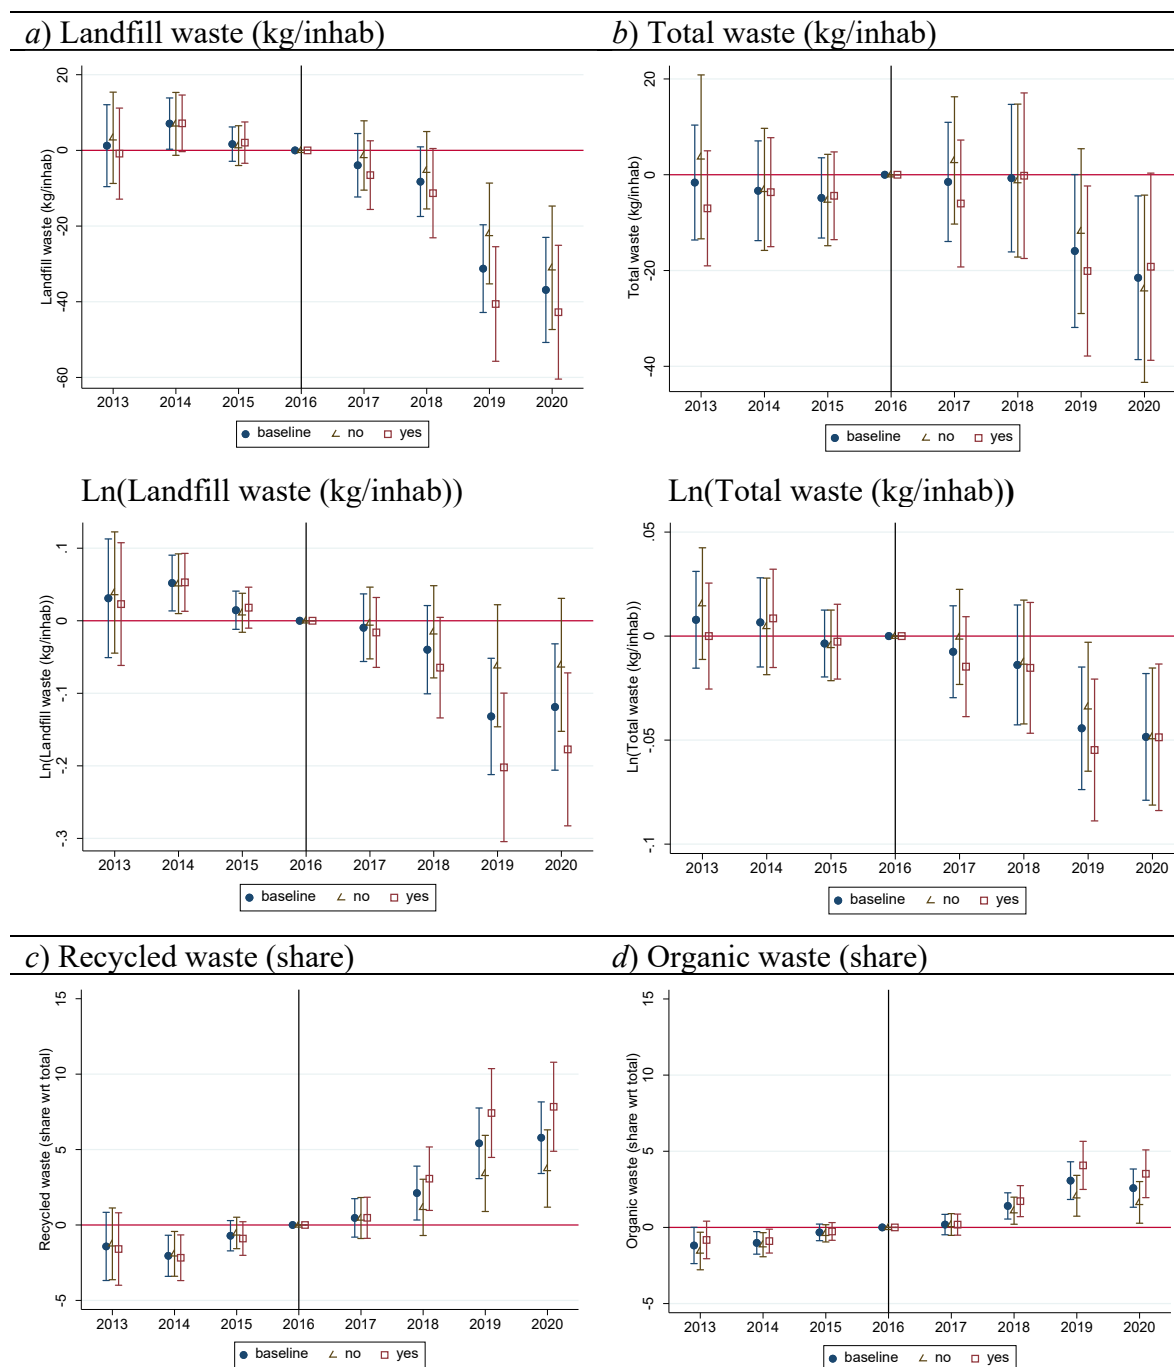 a) Landfill waste (kg/inhab)
b) Total waste (kg/inhab)
Landfill waste (kg/inhab)
20
0
-20
-40
-60
2013 2014 2015 2016 2017 2018 2019 2020
baseline no yes
Total waste (kg/inhab)
20
0
-20
-40
2013 2014 2015 2016 2017 2018 2019 2020
baseline no yes
Ln(Landfill waste (kg/inhab))
Ln(Total waste (kg/inhab))
Ln(Landfill waste (kg/inhab))
.1
0
-.1
-.2
-.3
2013 2014 2015 2016 2017 2018 2019 2020
baseline no yes
Ln(Total waste (kg/inhab))
.05
0
-.05
-.1
2013 2014 2015 2016 2017 2018 2019 2020
baseline no yes
c) Recycled waste (share)
d) Organic waste (share)
Recycled waste (share wrt total)
15
10
5
0
-5
2013 2014 2015 2016 2017 2018 2019 2020
baseline no yes
Organic waste (share wrt total)
15
10
5
0
-5
2013 2014 2015 2016 2017 2018 2019 2020
baseline no yes